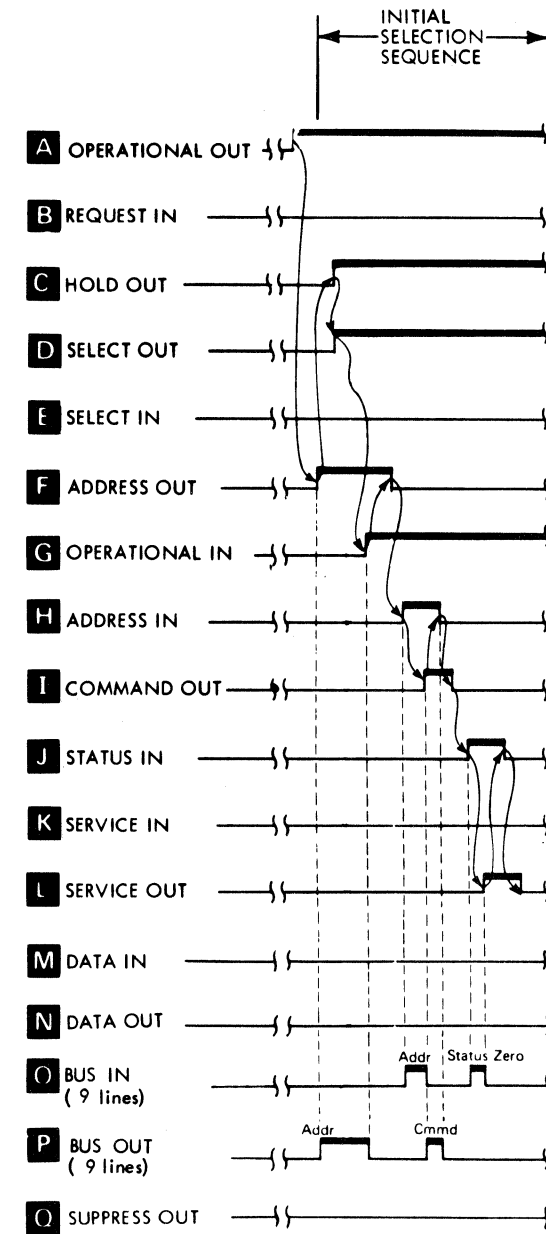 INITIAL
SELECTION
SEQUENCE
A OPERATIONAL OUT
B REQUEST IN
C HOLD OUT
D SELECT OUT
E SELECT IN
F ADDRESS OUT
G OPERATIONAL IN
H ADDRESS IN
I COMMAND OUT
J STATUS IN
K SERVICE IN
L SERVICE OUT
M DATA IN
N DATA OUT
Addr Status Zero
O BUS IN
( 9 lines)
Addr Cmmd
P BUS OUT
( 9 lines)
Q SUPPRESS OUT